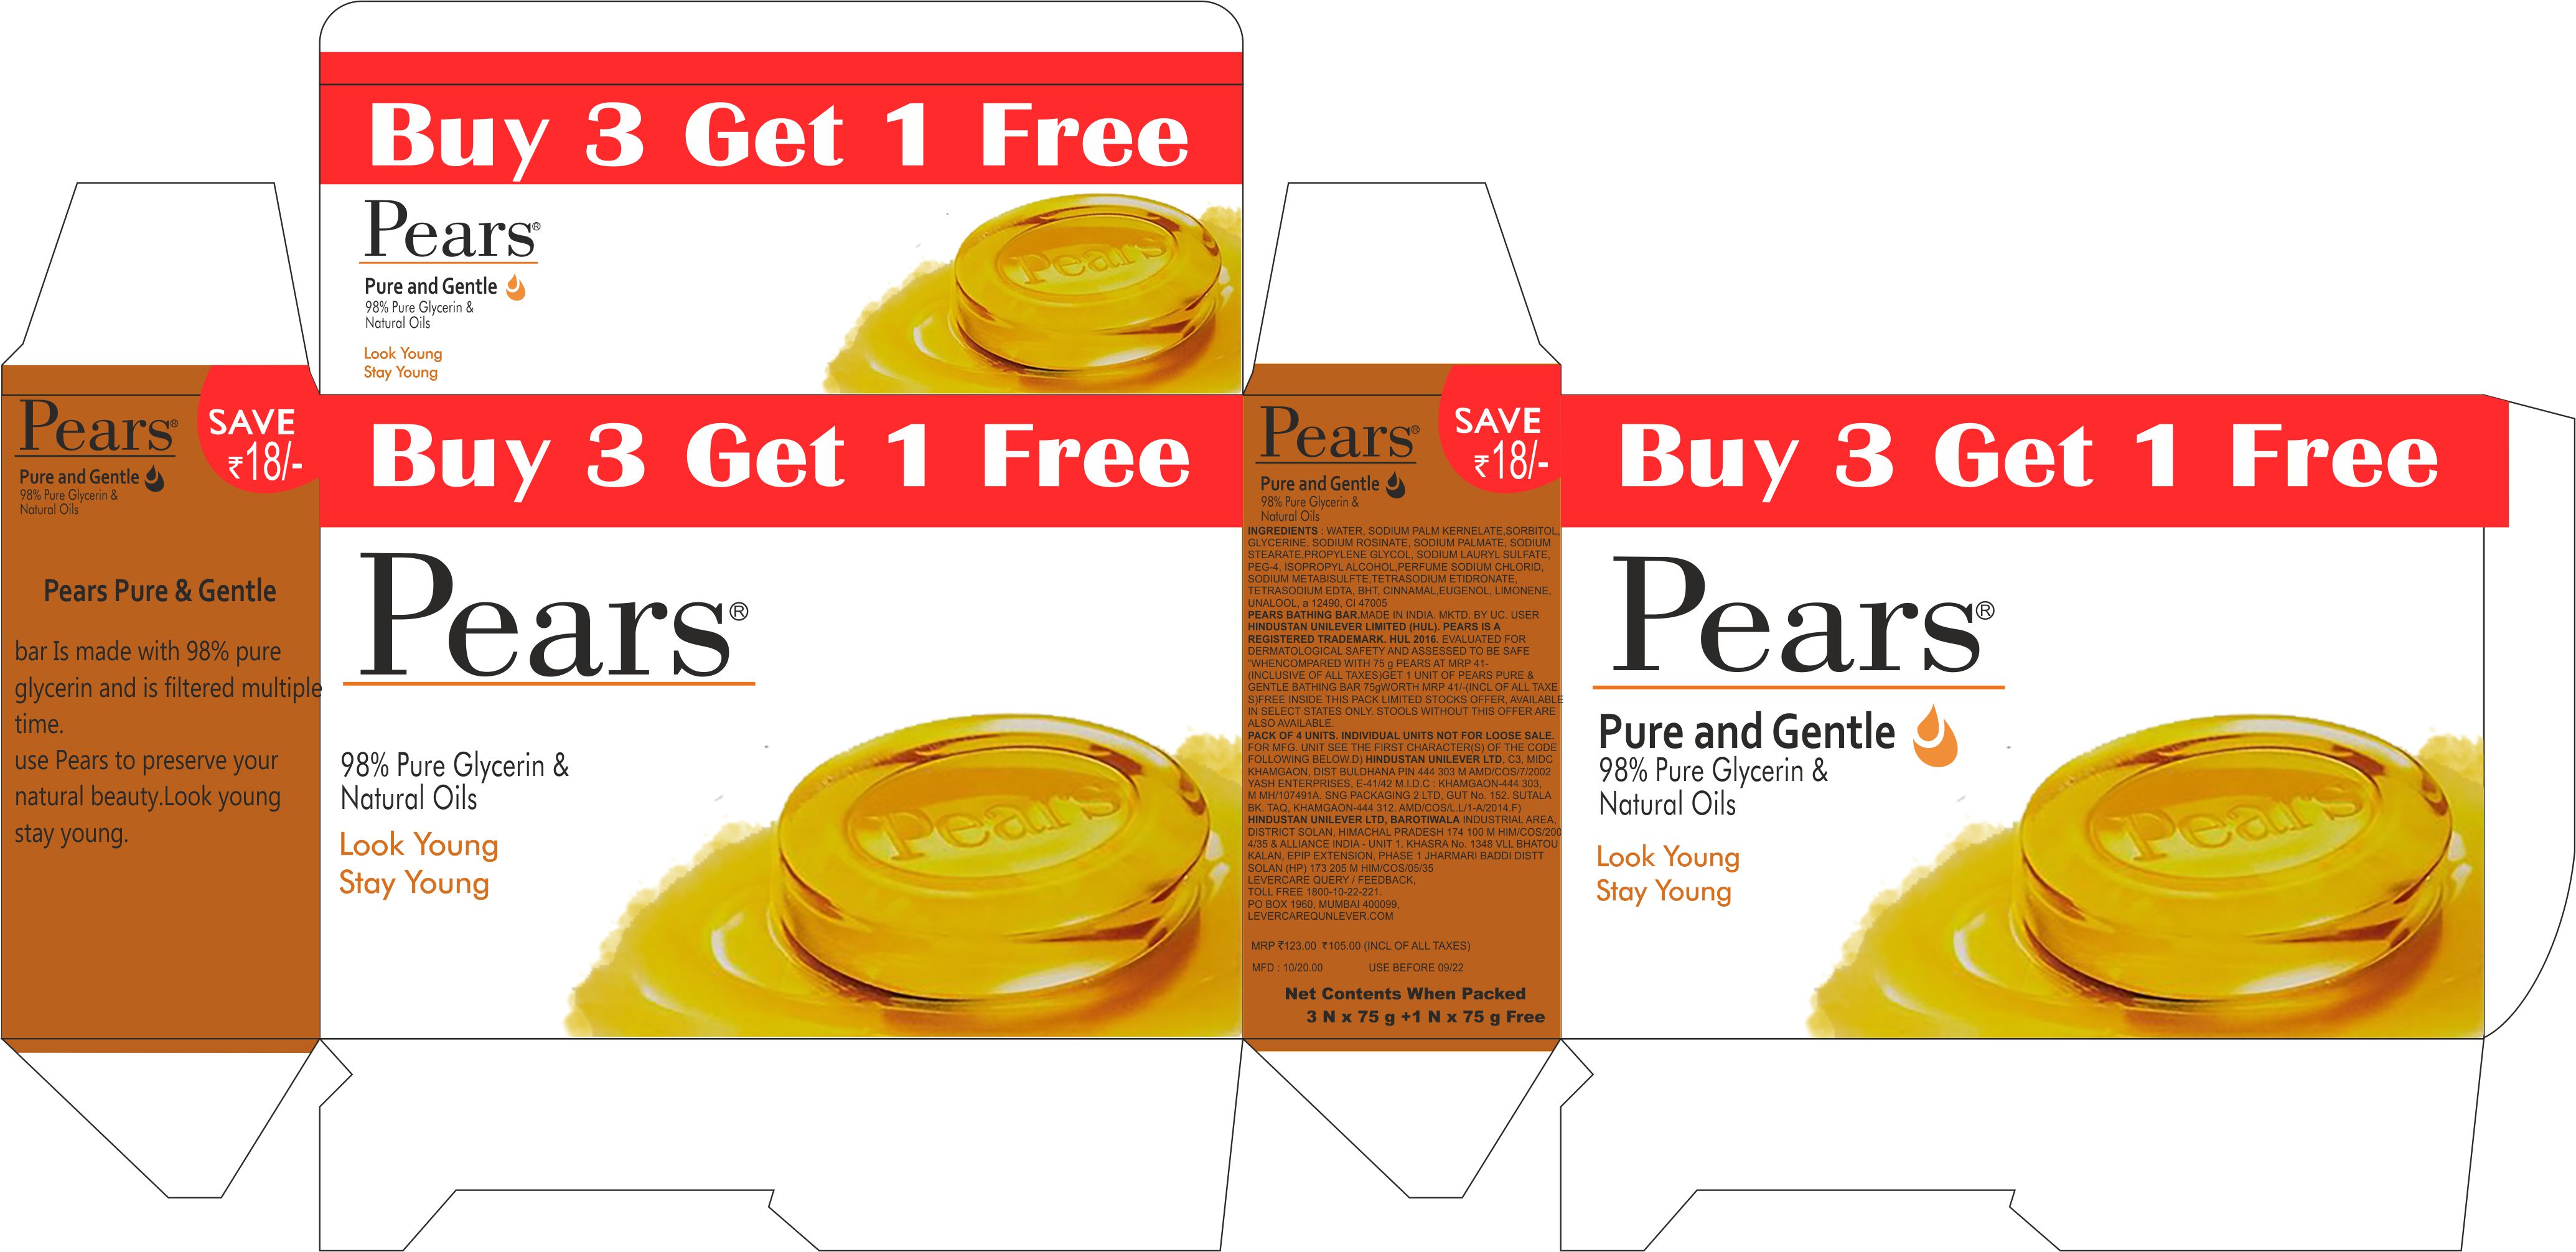 Buy 3 Get 1 Free
Pears®
Pears
Pure and Gentle
98% Pure Glycerin &
Natural Oils
Look Young
Stay Young
Pears®
SAVE
₹18/-
Pure and Gentle
98% Pure Glycerin &
Natural Oils
Pears Pure & Gentle
bar Is made with 98% pure
glycerin and is filtered multiple
time.
use Pears to preserve your
natural beauty.Look young
stay young.
Buy 3 Get 1 Free
Pears®
98% Pure Glycerin &
Natural Oils
Look Young
Stay Young
Pears
Pears®
SAVE
₹18/-
Pure and Gentle
98% Pure Glycerin &
Natural Oils
INGREDIENTS : WATER, SODIUM PALM KERNELATE,SORBITOL,
GLYCERINE, SODIUM ROSINATE, SODIUM PALMATE, SODIUM
STEARATE,PROPYLENE GLYCOL, SODIUM LAURYL SULFATE,
PEG-4, ISOPROPYL ALCOHOL,PERFUME SODIUM CHLORID,
SODIUM METABISULFTE,TETRASODIUM ETIDRONATE,
TETRASODIUM EDTA, BHT, CINNAMAL,EUGENOL, LIMONENE,
UNALOOL, a 12490, CI 47005
PEARS BATHING BAR,MADE IN INDIA. MKTD. BY UC. USER
HINDUSTAN UNILEVER LIMITED (HUL). PEARS IS A
REGISTERED TRADEMARK. HUL 2016. EVALUATED FOR
DERMATOLOGICAL SAFETY AND ASSESSED TO BE SAFE
"WHENCOMPARED WITH 75 g PEARS AT MRP 41-
(INCLUSIVE OF ALL TAXES)GET 1 UNIT OF PEARS PURE &
GENTLE BATHING BAR 75gWORTH MRP 41/-(INCL OF ALL TAXE
S)FREE INSIDE THIS PACK LIMITED STOCKS OFFER, AVAILABLE
IN SELECT STATES ONLY. STOOLS WITHOUT THIS OFFER ARE
ALSO AVAILABLE.
PACK OF 4 UNITS. INDIVIDUAL UNITS NOT FOR LOOSE SALE.
FOR MFG. UNIT SEE THE FIRST CHARACTER(S) OF THE CODE
FOLLOWING BELOW.D) HINDUSTAN UNILEVER LTD, C3, MIDC
KHAMGAON, DIST BULDHANA PIN 444 303 M AMD/COS/7/2002
YASH ENTERPRISES, E-41/42 M.I.D.C : KHAMGAON-444 303,
M MH/107491A. SNG PACKAGING 2 LTD, GUT No. 152. SUTALA
BK. TAQ, KHAMGAON-444 312. AMD/COS/L.L/1-A/2014.F)
HINDUSTAN UNILEVER LTD, BAROTIWALA INDUSTRIAL AREA,
DISTRICT SOLAN, HIMACHAL PRADESH 174 100 M HIM/COS/200
4/35 & ALLIANCE INDIA - UNIT 1. KHASRA No. 1348 VLL BHATOU
KALAN, EPIP EXTENSION, PHASE 1 JHARMARI BADDI DISTT
SOLAN (HP) 173 205 M HIM/COS/05/35
LEVERCARE QUERY / FEEDBACK,
TOLL FREE 1800-10-22-221.
PO BOX 1960, MUMBAI 400099,
LEVERCAREQUNLEVER.COM
MRP ₹123.00 ₹105.00 (INCL OF ALL TAXES)
MFD : 10/20.00 USE BEFORE 09/22
Net Contents When Packed
3 N x 75 g +1 N x 75 g Free
Buy 3 Get 1 Free
Pears®
Pure and Gentle
98% Pure Glycerin &
Natural Oils
Look Young
Stay Young
Pears